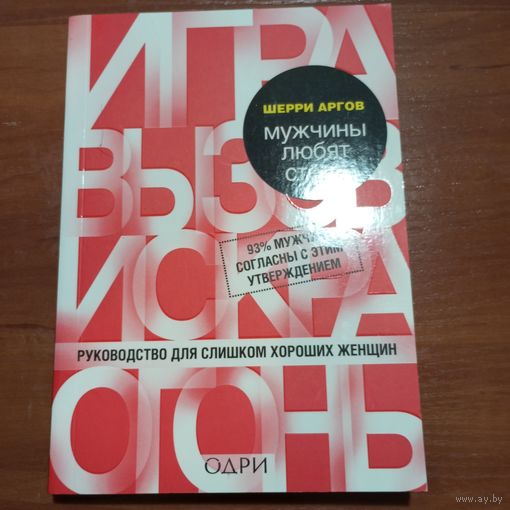 ИГРА
ШЕРРИ АРГОВ
МУЖЧИНЫ
ЛЮБЯТ
ВЫЗОВ
93%
СОГЛАСНЫ С ЭТИМ
УТВЕРЖДЕНИЕМ
ИСКРА
РУКОВОДСТВО ДЛЯ СЛИШКОМ ХОРОШИХ ЖЕНЩИН
ОГОНЬ
ОДРИ
www.ay.by